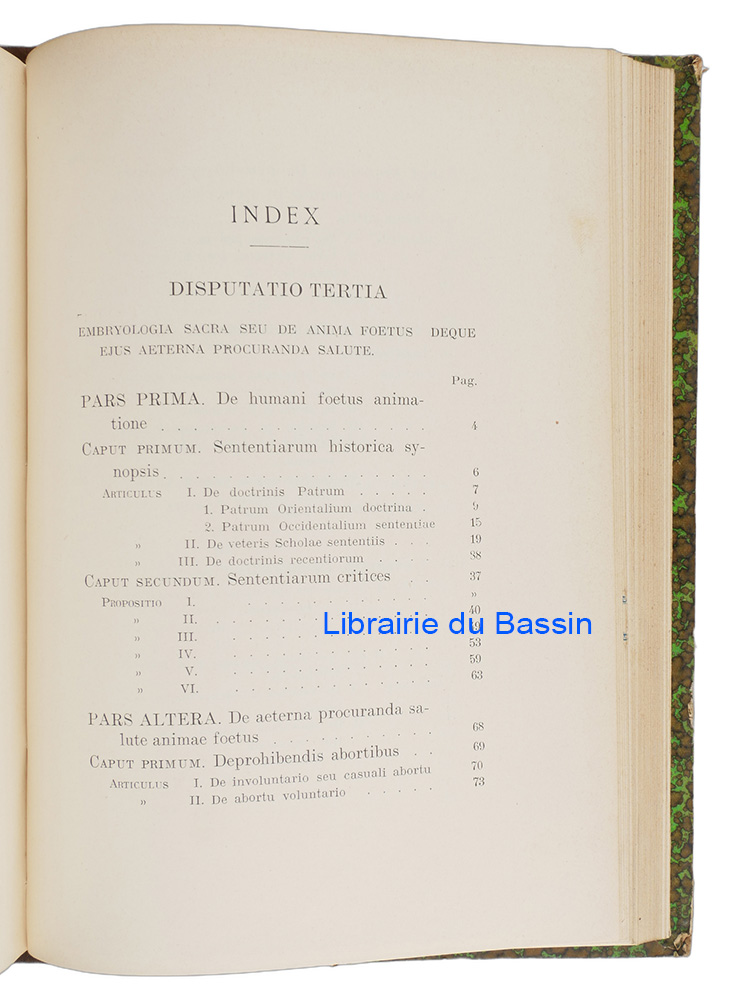 INDEX
DISPUTATIO TERTIA
EMBRYOLOGIA SACRA SEU DE ANIMA FOETUS DEQUE
EJUS AETERNA PROCURANDA SALUTE.
Pag.
PARS PRIMA. De humani foetus anima-
tione . . . . . . . . . . . . . . . . 4
CAPUT PRIMUM. Sententiarum historica sy-
nopsis . . . . . . . . . . . . . . . . 6
ARTICULUS I. De doctrinis Patrum . . . . . 7
1. Patrum Orientalium doctrina . 9
2. Patrum Occidentalium sententiae 15
» II. De veteris Scholae sententiis . . . 19
» III. De doctrinis recentiorum . . . . 38
CAPUT SECUNDUM. Sententiarum critices . . 37
PROPOSITIO I. . . . . . . . . . . . »
» II. . . . . . . . . . . . 40
» III. . . . . . . . . . . . 49
» IV. . . . . . . . . . . . 53
» V. . . . . . . . . . . . 59
» VI. . . . . . . . . . . . 63
PARS ALTERA. De aeterna procuranda sa-
lute animae foetus . . . . . . . . . . 68
CAPUT PRIMUM. Deprohibendis abortibus . . 69
ARTICULUS I. De involuntario seu casuali abortu 70
» II. De abortu voluntario . . . . . 73
Librairie du Bassin